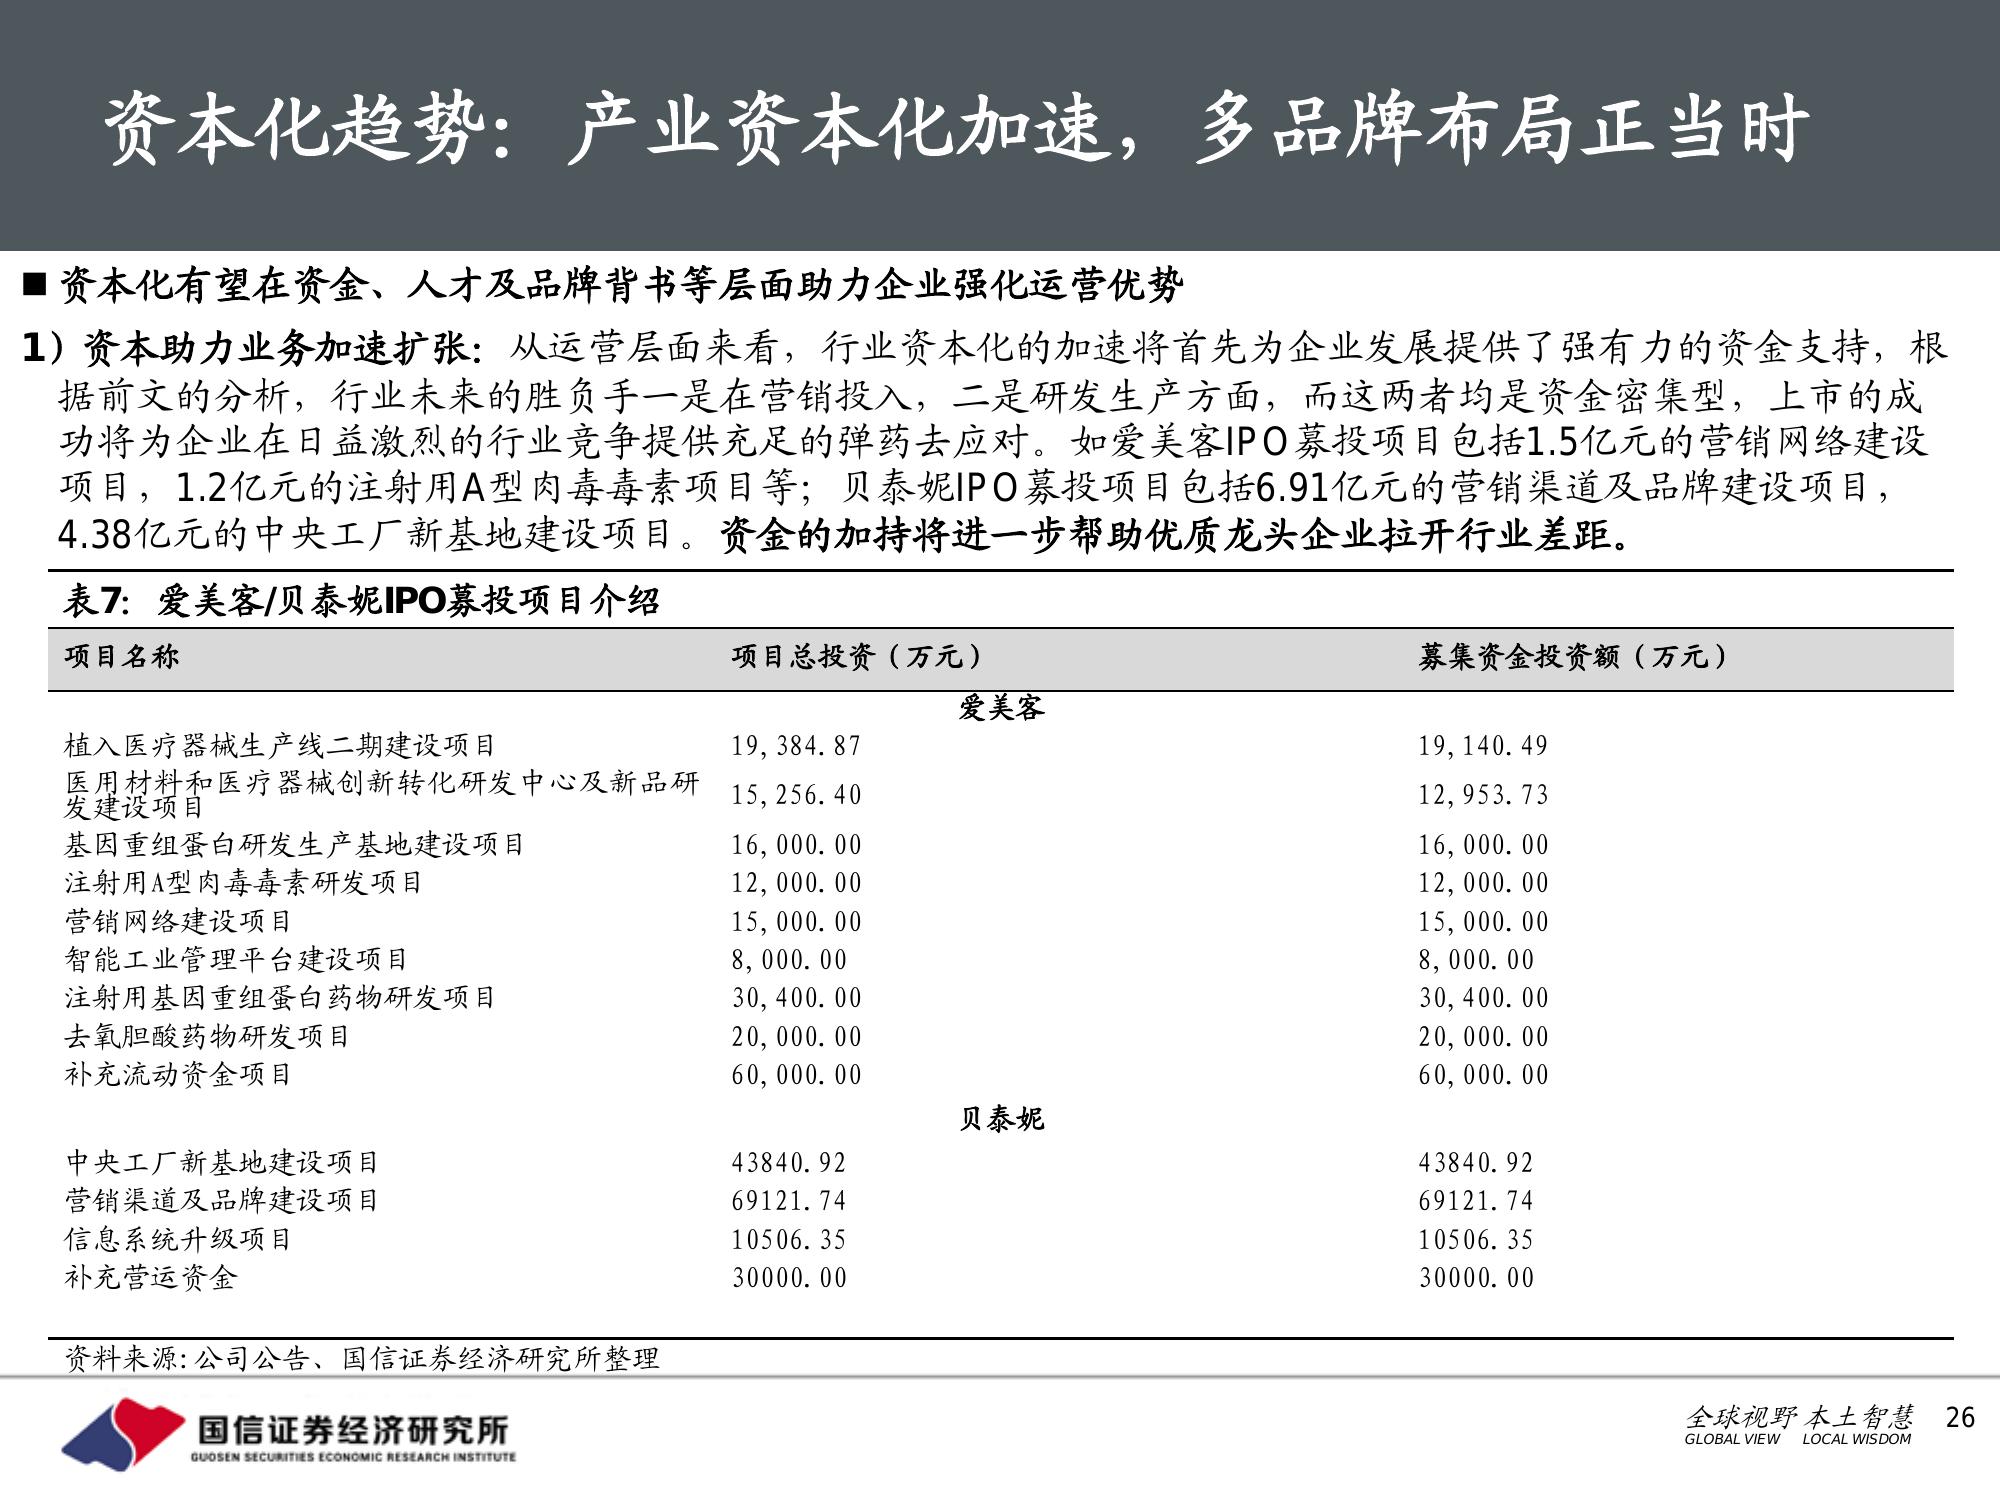 资本化趋势：产业资本化加速，多品牌布局正当时
■ 资本化有望在资金、人才及品牌背书等层面助力企业强化运营优势
1）资本助力业务加速扩张：从运营层面来看，行业资本化的加速将首先为企业发展提供了强有力的资金支持，根
据前文的分析，行业未来的胜负手一是在营销投入，二是研发生产方面，而这两者均是资金密集型，上市的成
功将为企业在日益激烈的行业竞争提供充足的弹药去应对。如爱美客IPO募投项目包括1.5亿元的营销网络建设
项目，1.2亿元的注射用A型肉毒毒素项目等；贝泰妮IPO募投项目包括6.91亿元的营销渠道及品牌建设项目，
4.38亿元的中央工厂新基地建设项目。资金的加持将进一步帮助优质龙头企业拉开行业差距。
表7：爱美客/贝泰妮IPO募投项目介绍
项目名称 项目总投资（万元） 募集资金投资额（万元）
爱美客
植入医疗器械生产线二期建设项目 19,384.87 19,140.49
医用材料和医疗器械创新转化研发中心及新品研
发建设项目 15,256.40 12,953.73
基因重组蛋白研发生产基地建设项目 16,000.00 16,000.00
注射用A型肉毒毒素研发项目 12,000.00 12,000.00
营销网络建设项目 15,000.00 15,000.00
智能工业管理平台建设项目 8,000.00 8,000.00
注射用基因重组蛋白药物研发项目 30,400.00 30,400.00
去氧胆酸药物研发项目 20,000.00 20,000.00
补充流动资金项目 60,000.00 60,000.00
贝泰妮
中央工厂新基地建设项目 43840.92 43840.92
营销渠道及品牌建设项目 69121.74 69121.74
信息系统升级项目 10506.35 10506.35
补充营运资金 30000.00 30000.00
资料来源:公司公告、国信证券经济研究所整理
国信证券经济研究所
GUOSEN SECURITIES ECONOMIC RESEARCH INSTITUTE
全球视野 本土智慧 26
GLOBAL VIEW LOCAL WISDOM